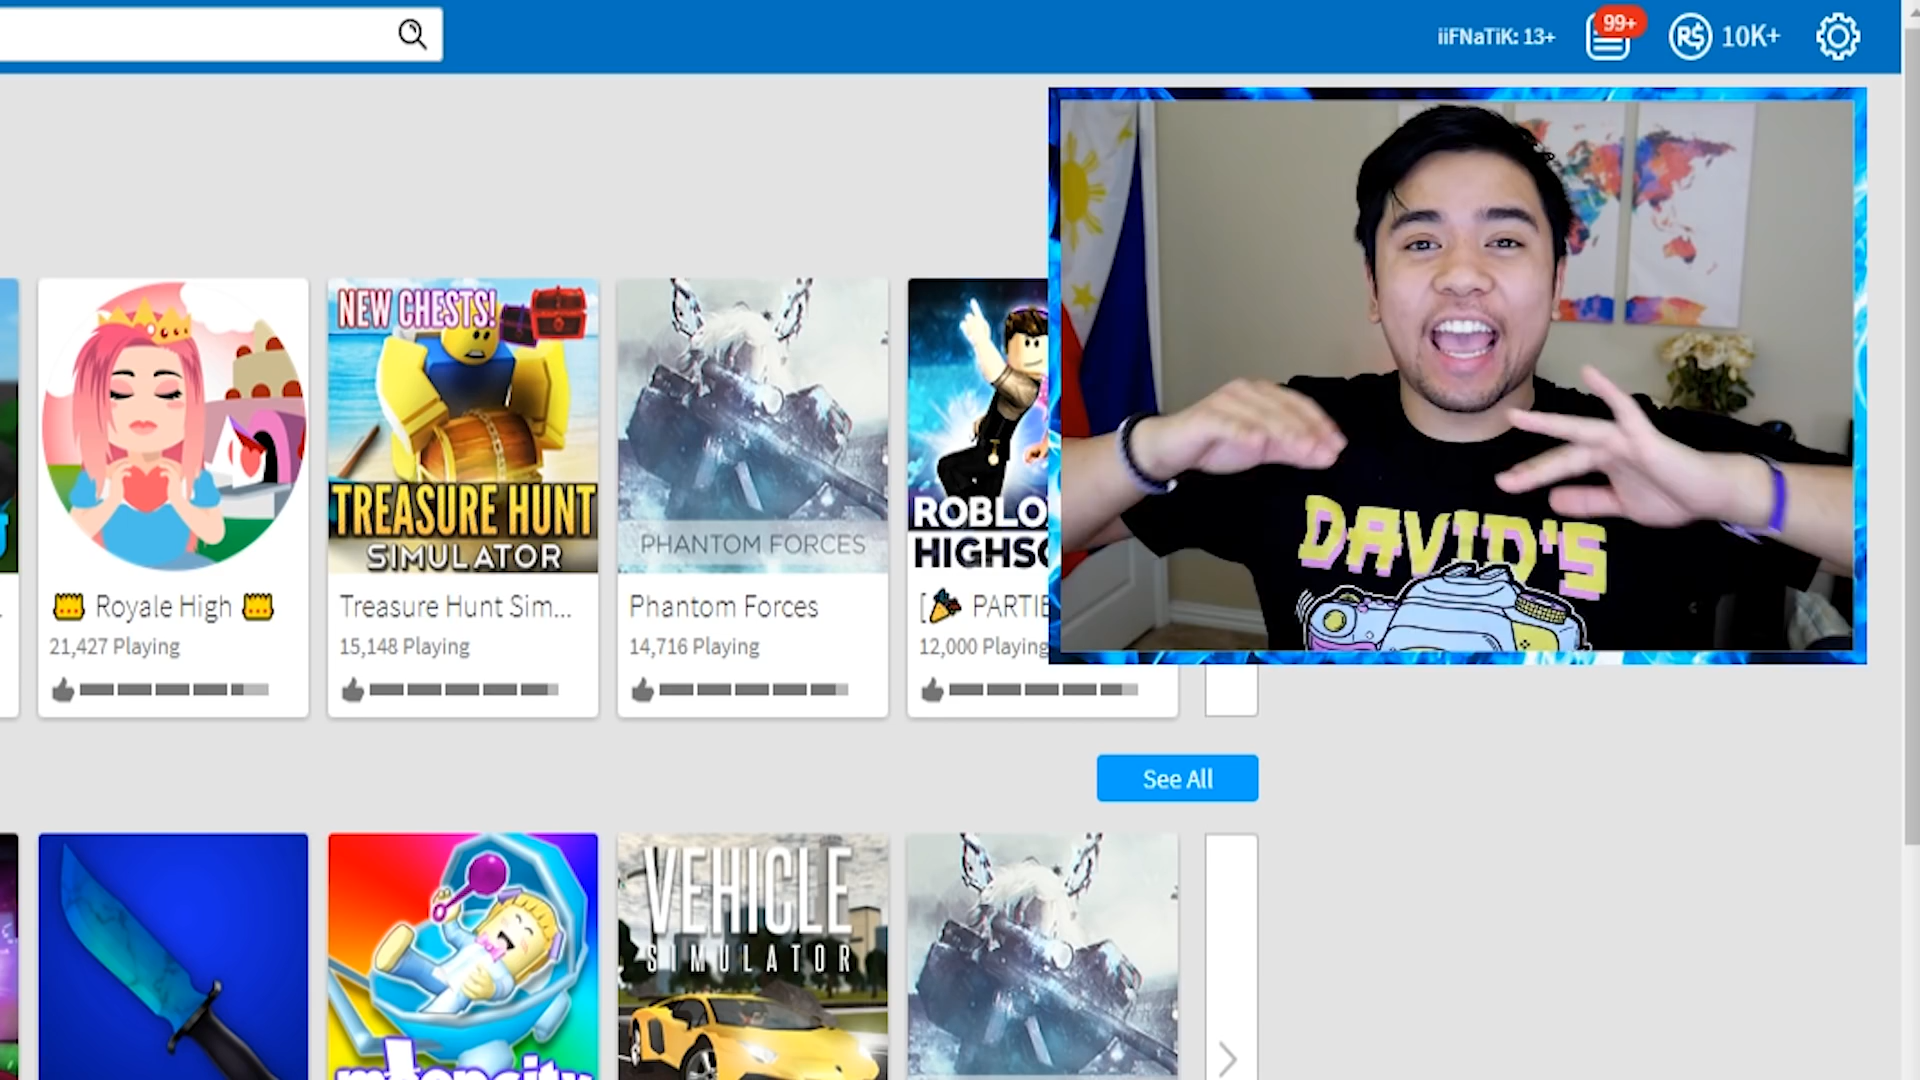 iiFNaTiK: 13+
99+
R$
10K+
NEW CHESTS!
TREASURE HUNT
SIMULATOR
PHANTOM FORCES
ROBLO
HIGHSC
DAVID'S
Royale High
Treasure Hunt Sim...
Phantom Forces
[ PARTIE
21,427 Playing
15,148 Playing
14,716 Playing
12,000 Playing
See All
VEHICLE
SIMULATOR